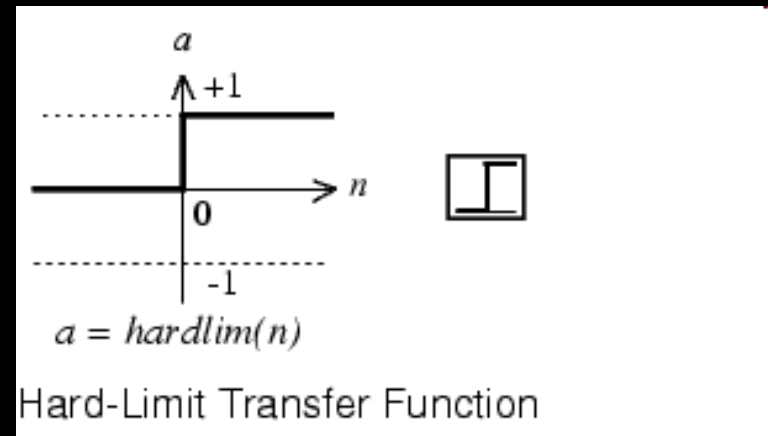 a
+1
n
0
-1
a = hardlim(n)
Hard-Limit Transfer Function